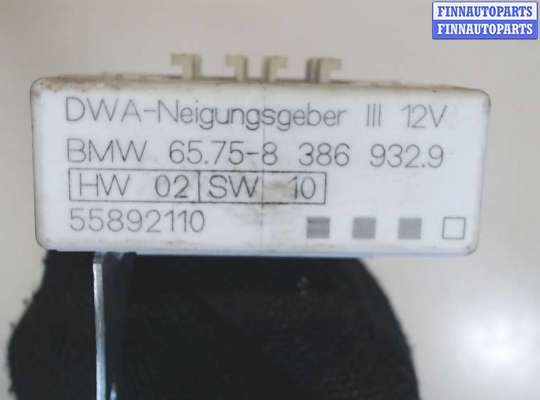 FINNAUTOPARTS
FINNAUTOPARTS
DWA-Neigungsgeber III 12V
BMW 65.75-8 386 932.9
HW 02 SW 10
55892110